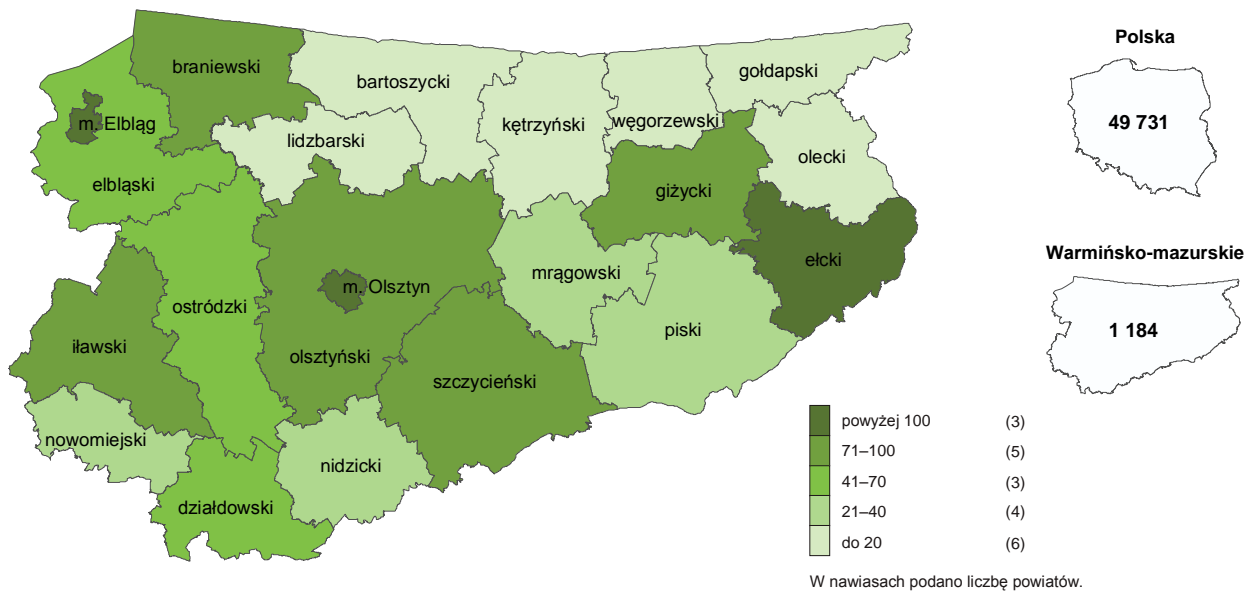 braniewski
bartoszycki
gołdapski
Polska
m. Elbląg
lidzbarski
kętrzyński
węgorzewski
49 731
olecki
elbląski
giżycki
Warmińsko-mazurskie
ełcki
mrągowski
m. Olsztyn
ostródzki
piski
1 184
iławski
olsztyński
szczycieński
nowomiejski
nidzicki
działdowski
powyżej 100 (3)
71–100 (5)
41–70 (3)
21–40 (4)
do 20 (6)
W nawiasach podano liczbę powiatów.